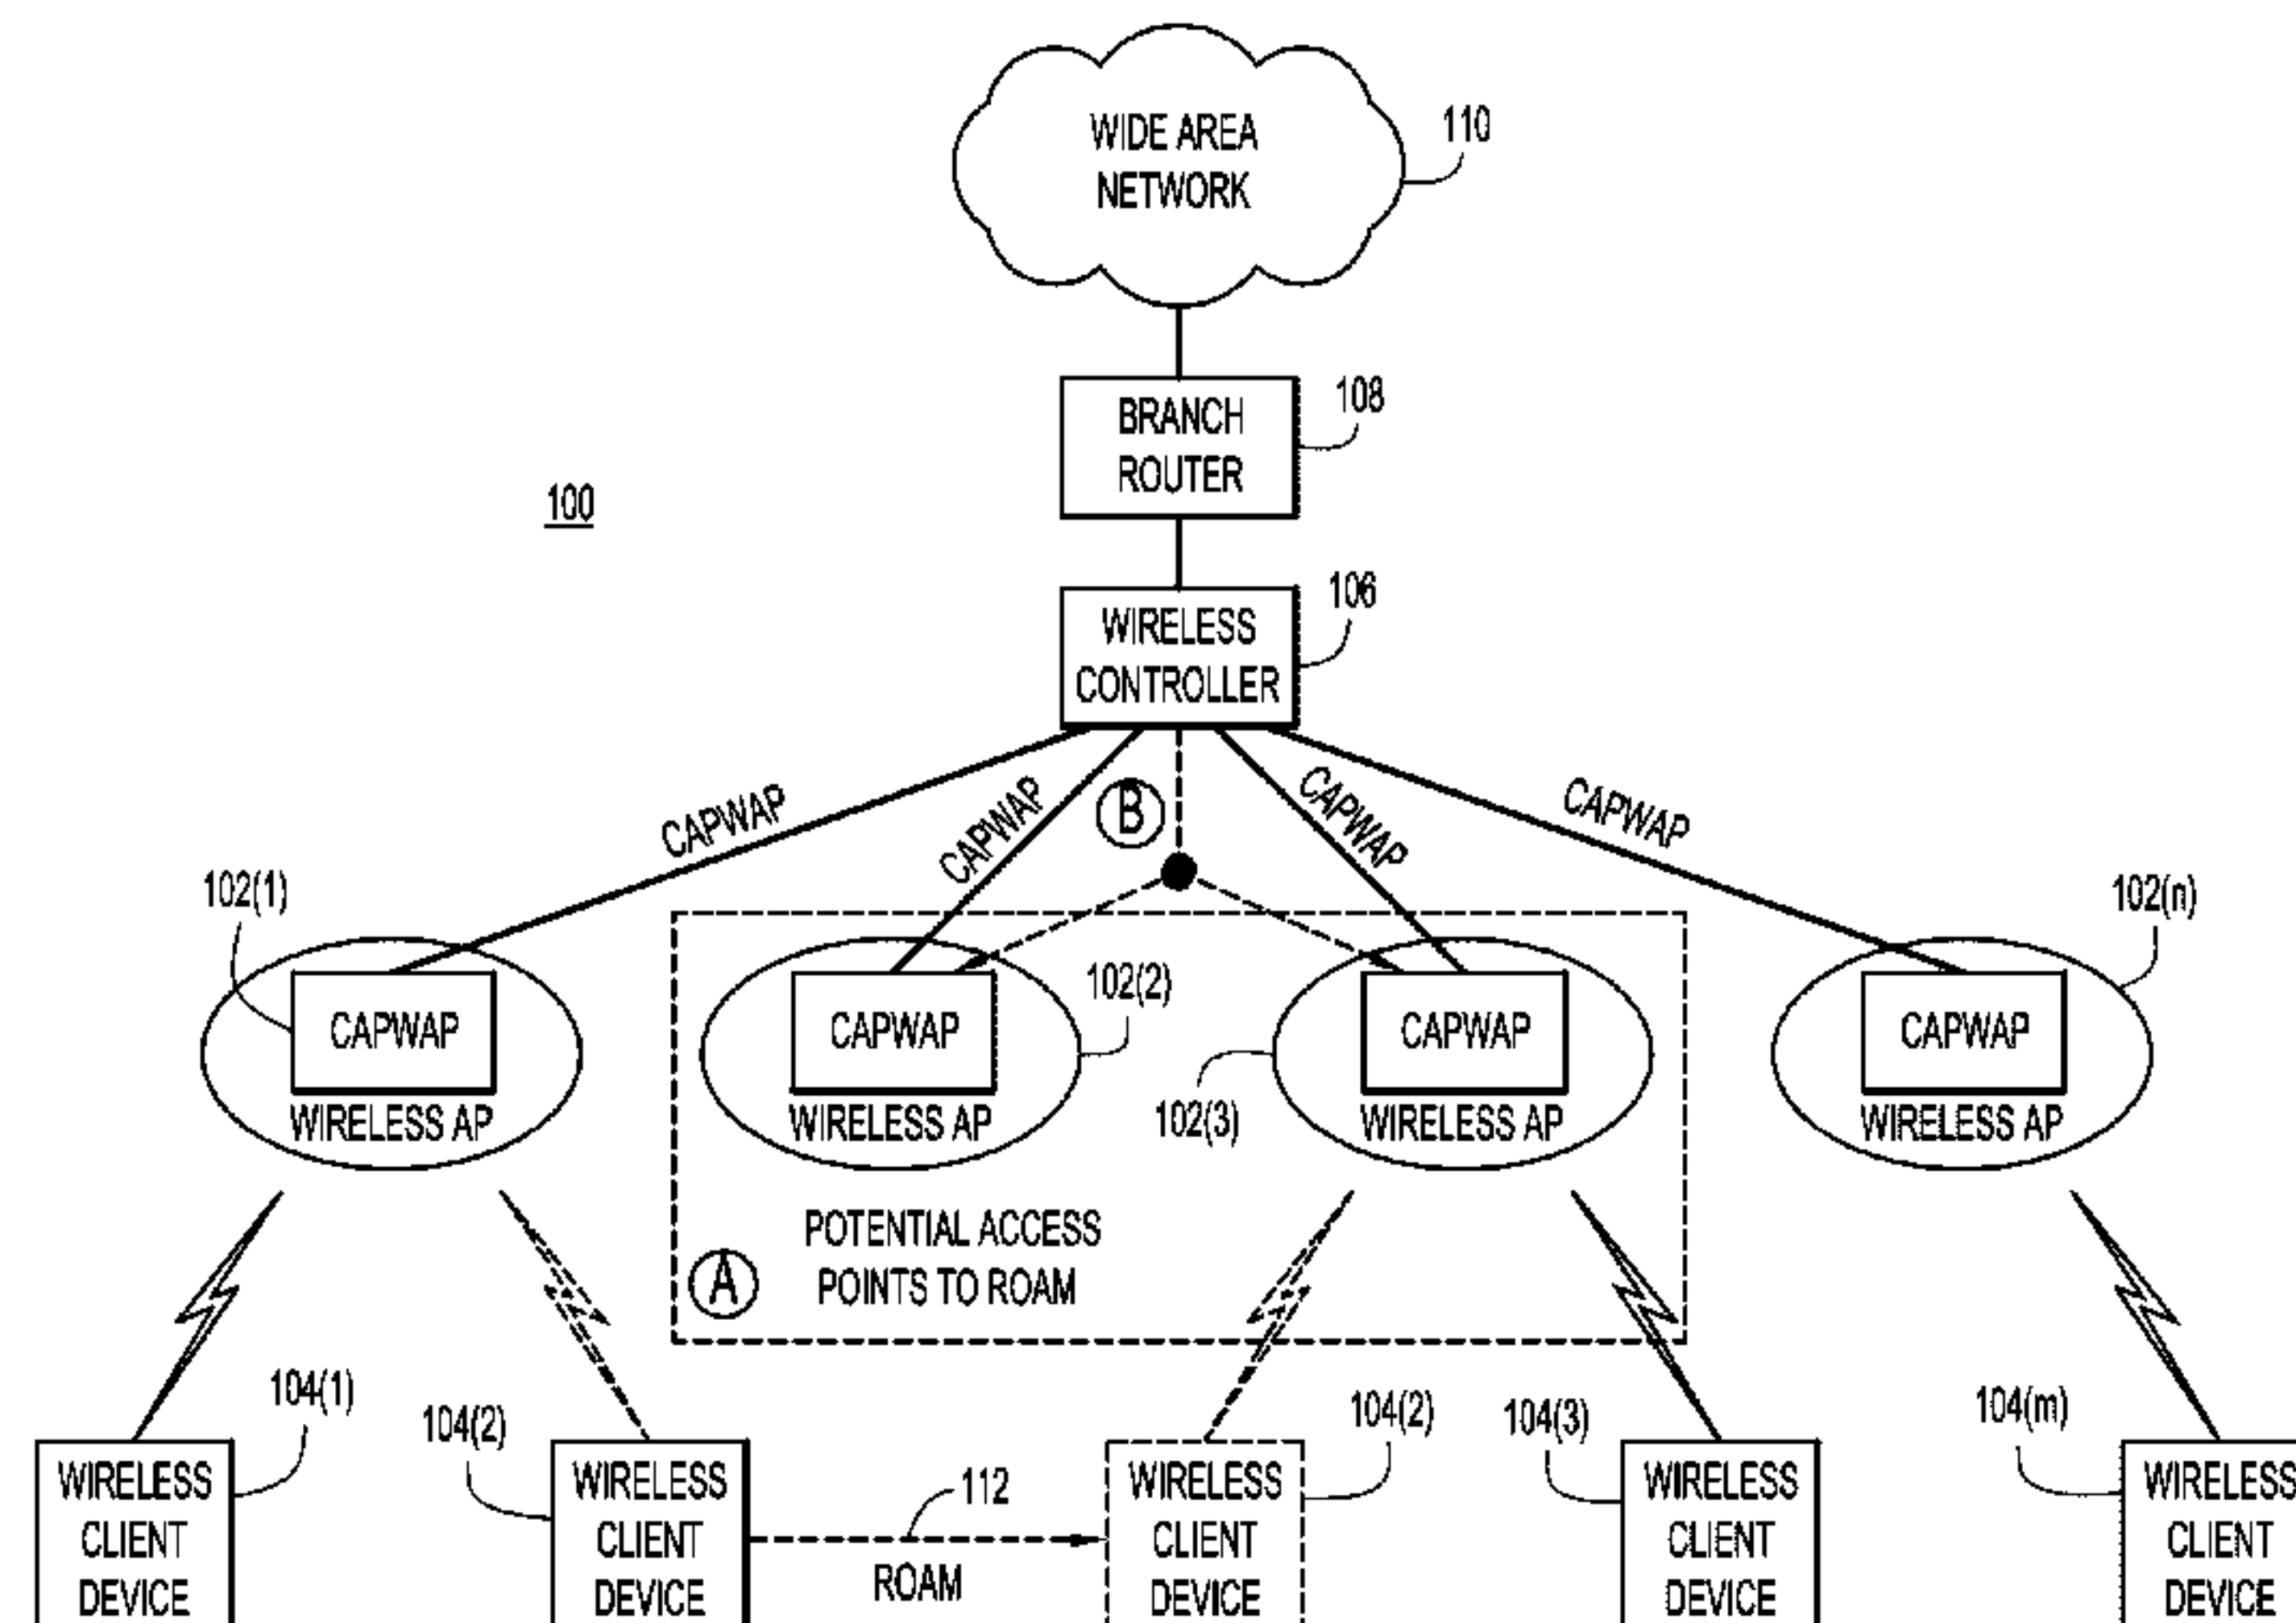 WIDE AREA
NETWORK
110
BRANCH
ROUTER
108
100
WIRELESS
CONTROLLER
106
CAPWAP
CAPWAP
B
CAPWAP
CAPWAP
102(1)
102(n)
CAPWAP
WIRELESS AP
CAPWAP
WIRELESS AP
102(2)
102(3)
CAPWAP
WIRELESS AP
CAPWAP
WIRELESS AP
A
POTENTIAL ACCESS
POINTS TO ROAM
104(1)
104(2)
104(2)
104(3)
104(m)
WIRELESS
CLIENT
DEVICE
WIRELESS
CLIENT
DEVICE
112
ROAM
WIRELESS
CLIENT
DEVICE
WIRELESS
CLIENT
DEVICE
WIRELESS
CLIENT
DEVICE